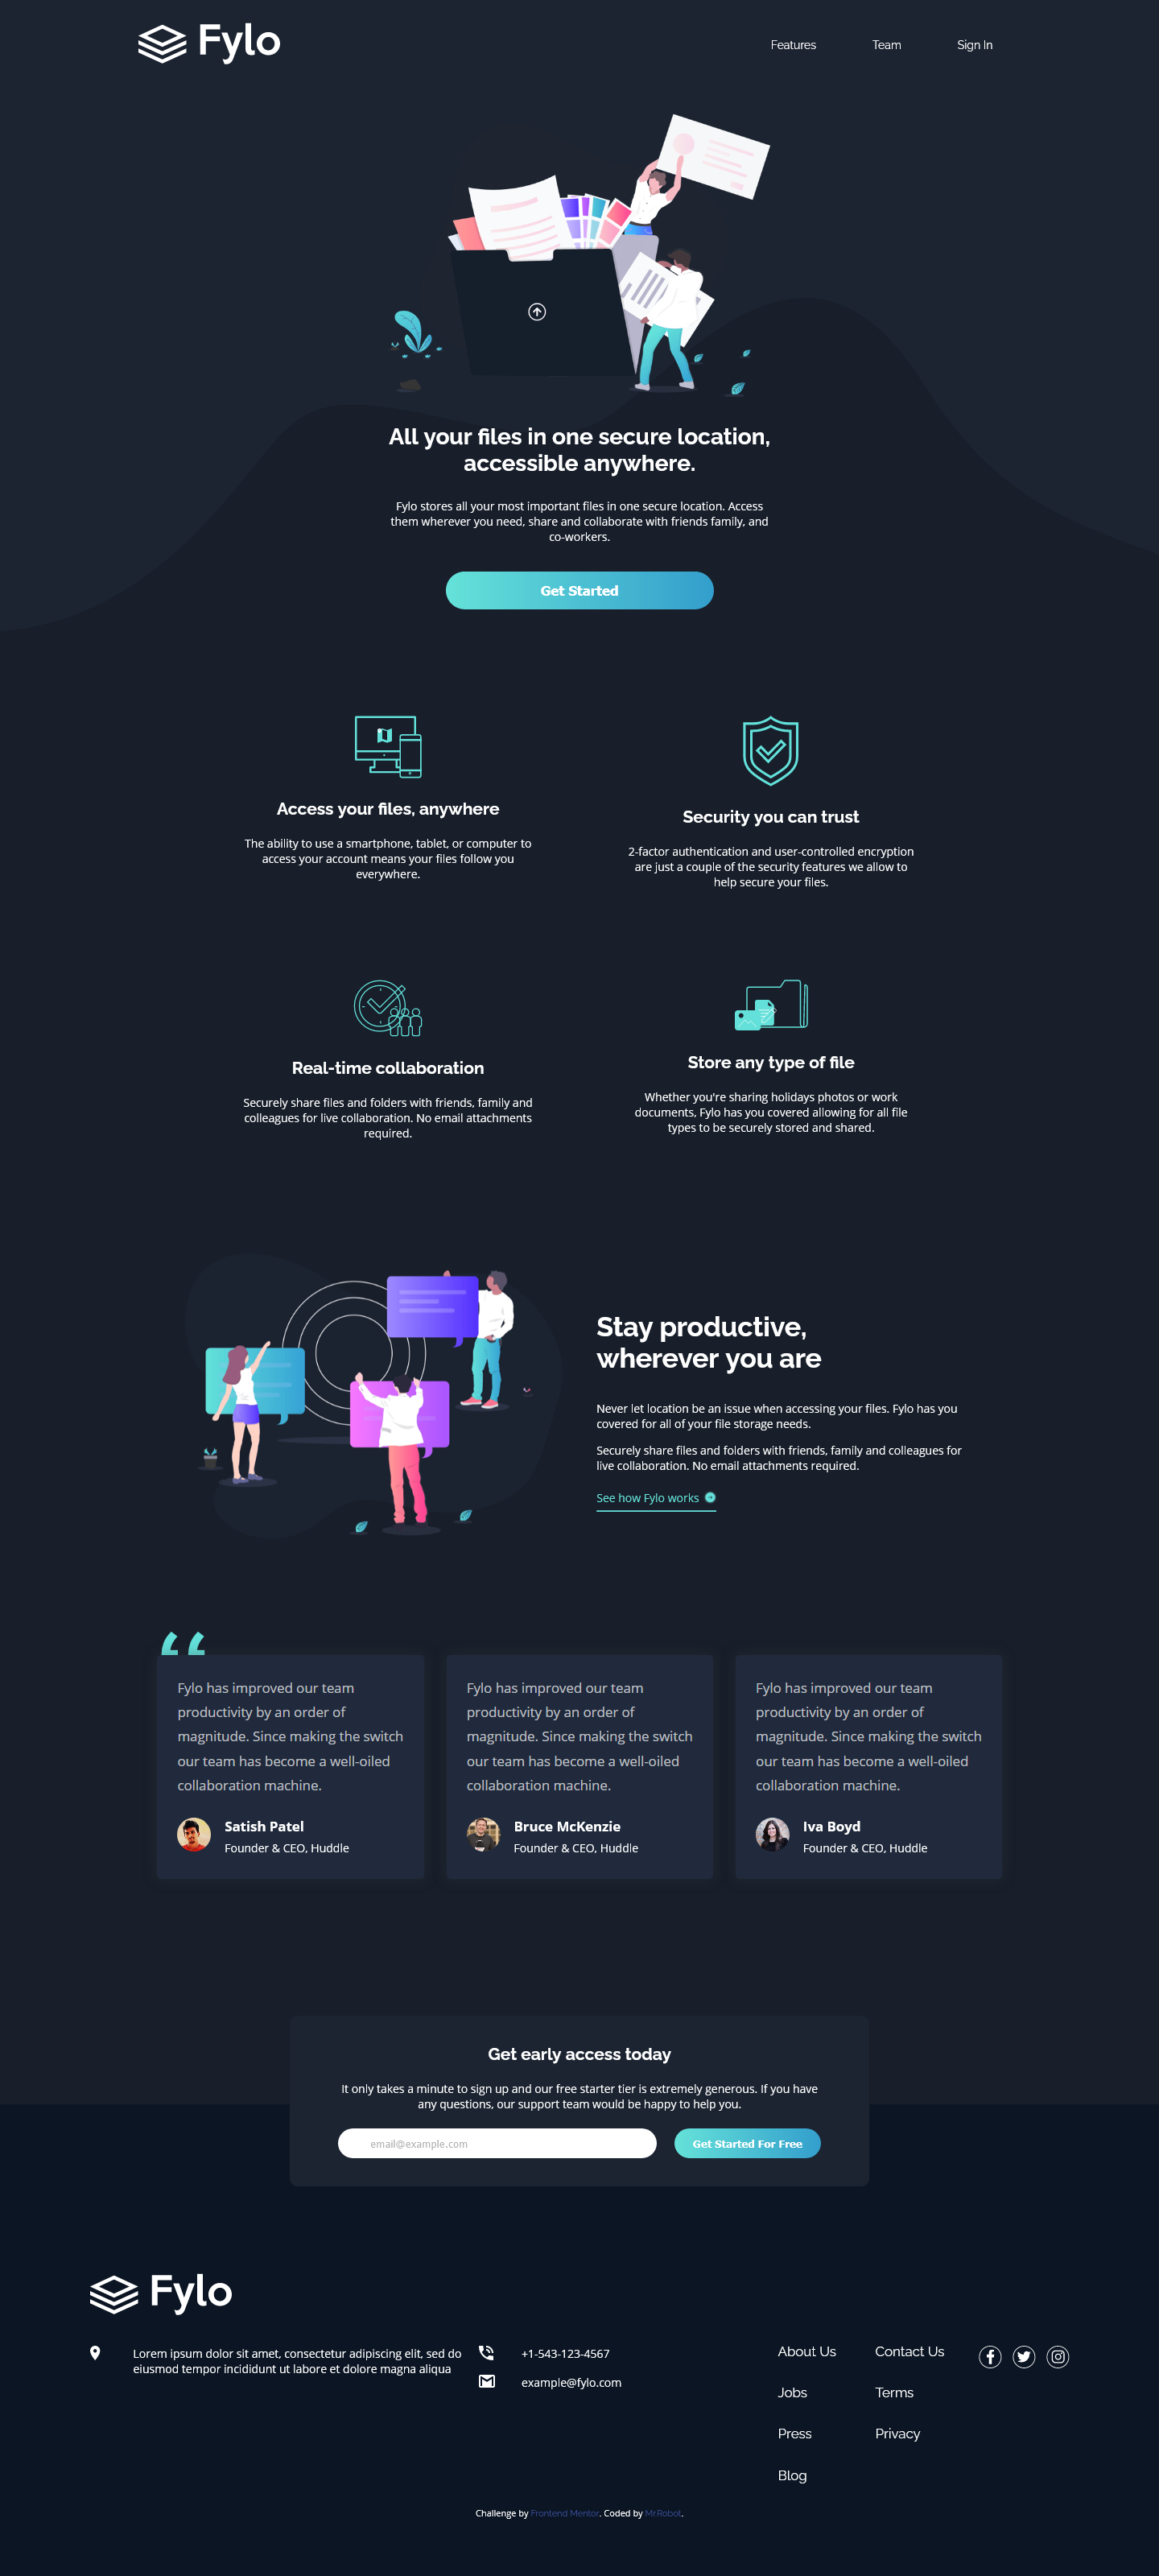 Fylo
Features Team Sign In
All your files in one secure location,
accessible anywhere.
Fylo stores all your most important files in one secure location. Access
them wherever you need, share and collaborate with friends family, and
co-workers.
Get Started
Access your files, anywhere
The ability to use a smartphone, tablet, or computer to
access your account means your files follow you
everywhere.
Security you can trust
2-factor authentication and user-controlled encryption
are just a couple of the security features we allow to
help secure your files.
Real-time collaboration
Securely share files and folders with friends, family and
colleagues for live collaboration. No email attachments
required.
Store any type of file
Whether you're sharing holidays photos or work
documents, Fylo has you covered allowing for all file
types to be securely stored and shared.
Stay productive,
wherever you are
Never let location be an issue when accessing your files. Fylo has you
covered for all of your file storage needs.
Securely share files and folders with friends, family and colleagues for
live collaboration. No email attachments required.
See how Fylo works
Fylo has improved our team
productivity by an order of
magnitude. Since making the switch
our team has become a well-oiled
collaboration machine.
Satish Patel
Founder & CEO, Huddle
Fylo has improved our team
productivity by an order of
magnitude. Since making the switch
our team has become a well-oiled
collaboration machine.
Bruce McKenzie
Founder & CEO, Huddle
Fylo has improved our team
productivity by an order of
magnitude. Since making the switch
our team has become a well-oiled
collaboration machine.
Iva Boyd
Founder & CEO, Huddle
Get early access today
It only takes a minute to sign up and our free starter tier is extremely generous. If you have
any questions, our support team would be happy to help you.
email@example.com
Get Started For Free
Fylo
Lorem ipsum dolor sit amet, consectetur adipiscing elit, sed do
eiusmod tempor incididunt ut labore et dolore magna aliqua
+1-543-123-4567
example@fylo.com
About Us
Jobs
Press
Blog
Contact Us
Terms
Privacy
Challenge by Frontend Mentor. Coded by Mr.Robot.